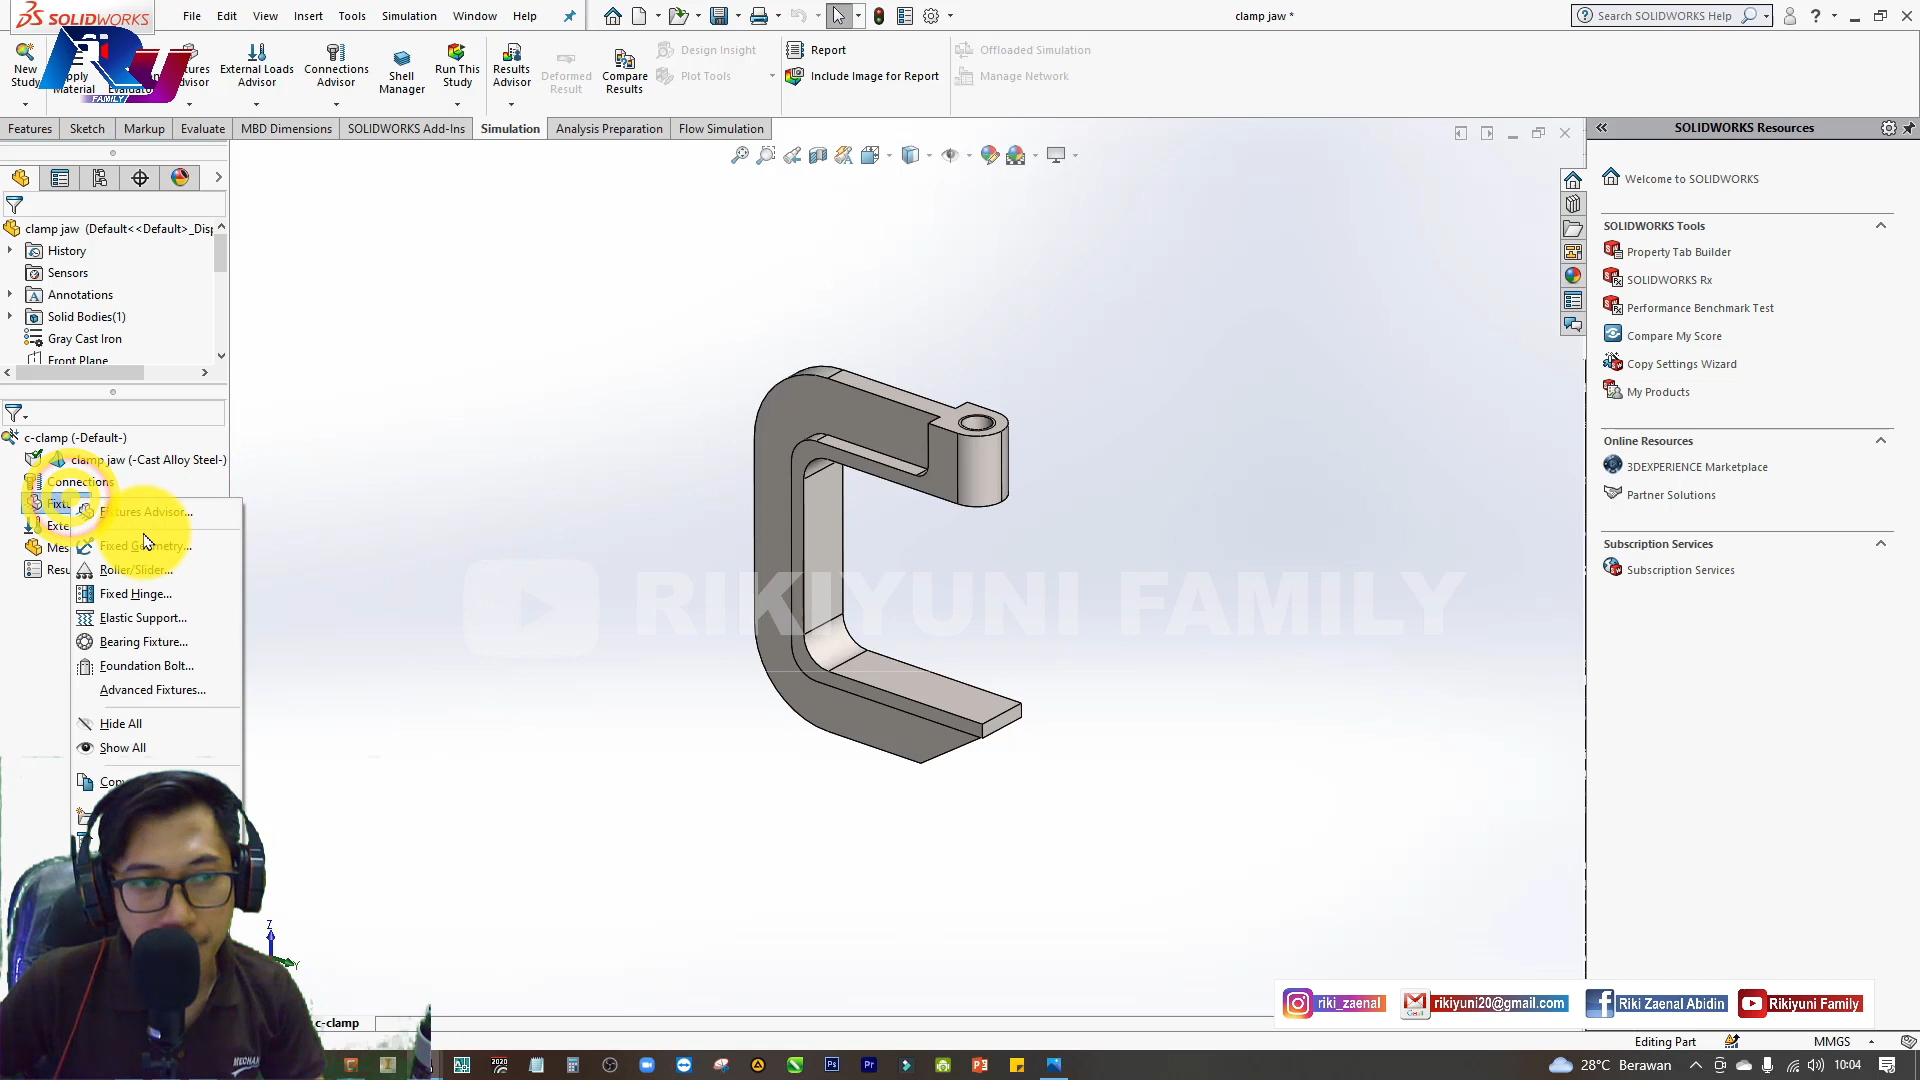 SOLIDWORKS
File Edit View Insert Tools Simulation Window Help
clamp jaw *
Search SOLIDWORKS Help
New Study
Material
External Loads Advisor
Connections Advisor
Shell Manager
Run This Study
Results Advisor
Deformed Result
Compare Results
Design Insight
Plot Tools
Report
Include Image for Report
Offloaded Simulation
Manage Network
RU
FAMILY
Features Sketch Markup Evaluate MBD Dimensions SOLIDWORKS Add-Ins Simulation Analysis Preparation Flow Simulation
SOLIDWORKS Resources
clamp jaw (Default<<Default>_Disp
History
Sensors
Annotations
Solid Bodies(1)
Gray Cast Iron
Front Plane
c-clamp (-Default-)
clamp jaw (-Cast Alloy Steel-)
Connections
Fixtures Advisor...
Fixed Geometry...
Roller/Slider...
Fixed Hinge...
Elastic Support...
Bearing Fixture...
Foundation Bolt...
Advanced Fixtures...
Hide All
Show All
Welcome to SOLIDWORKS
SOLIDWORKS Tools
Property Tab Builder
SOLIDWORKS Rx
Performance Benchmark Test
Compare My Score
Copy Settings Wizard
My Products
Online Resources
3DEXPERIENCE Marketplace
Partner Solutions
Subscription Services
Subscription Services
RIKIYUNI FAMILY
Z
Y
MECHAN
c-clamp
riki_zaenal
Gmail
rikiyuni20@gmail.com
Riki Zaenal Abidin
Rikiyuni Family
Editing Part
MMGS
2020
Ps
Pr
28°C Berawan
10:04